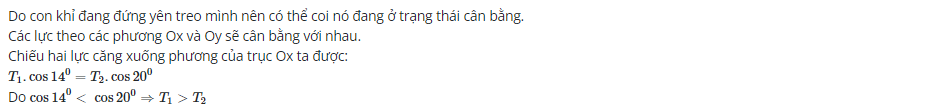 Do con khỉ đang đứng yên treo mình nên có thể coi nó đang ở trạng thái cân bằng.
Các lực theo các phương Ox và Oy sẽ cân bằng với nhau.
Chiếu hai lực căng xuống phương của trục Ox ta được:
T₁. cos 14⁰ = T₂. cos 20⁰
Do cos 14⁰ < cos 20⁰ ⇒ T₁ > T₂